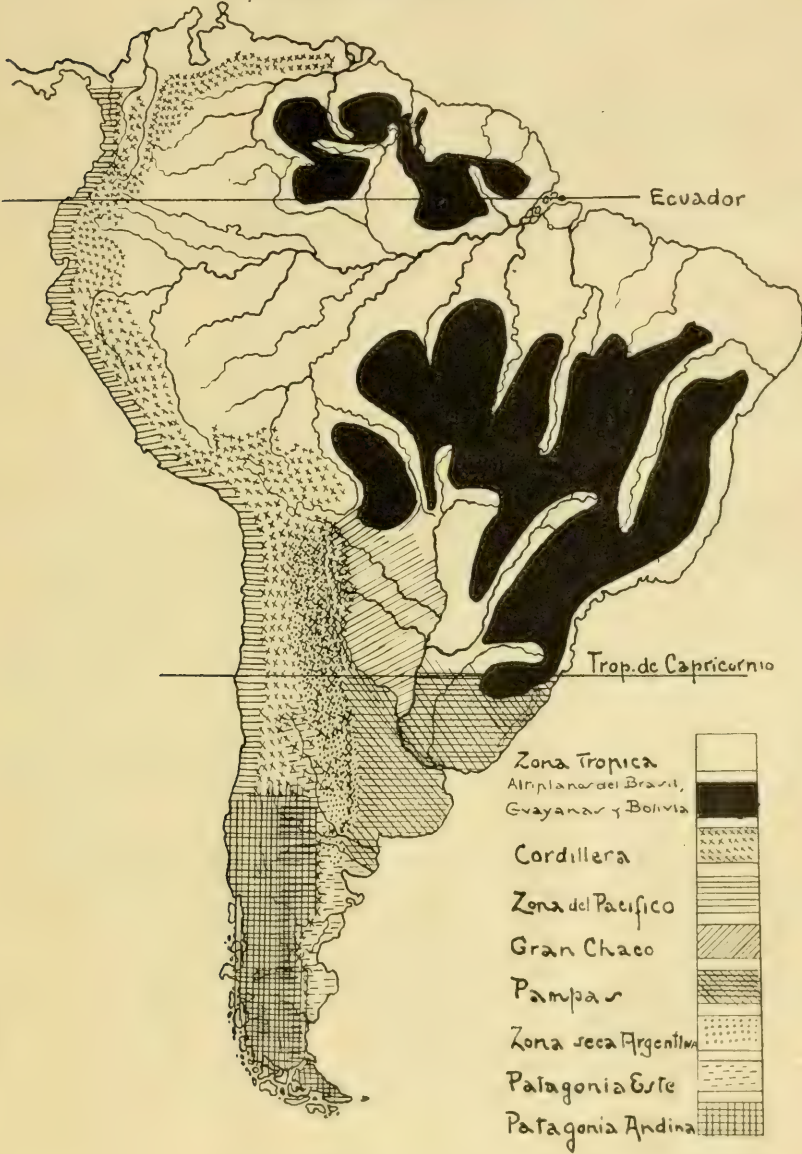 Ecuador
Trop. de Capricornio
Zona Tropica
Altiplanos del Brasil,
Guayanas y Bolivia
Cordillera
Zona del Pacifico
Gran Chaco
Pampas
Zona seca Argentina
Patagonia Este
Patagonia Andina